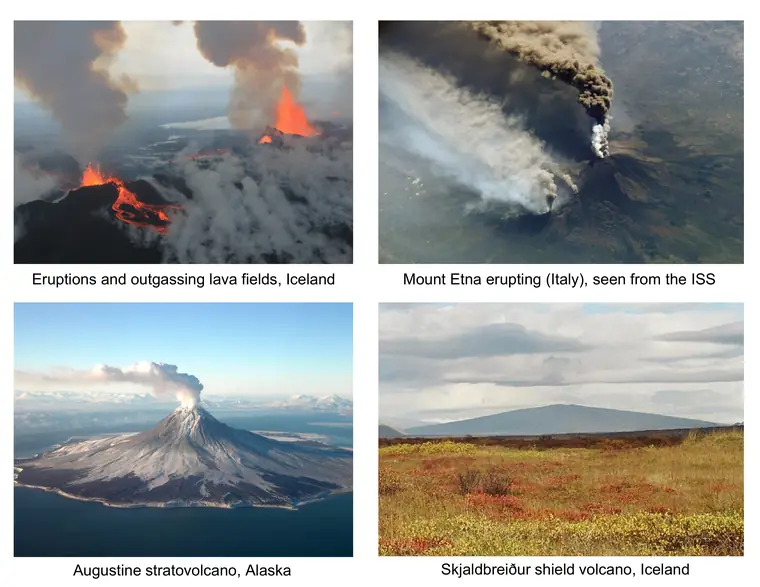 Eruptions and outgassing lava fields, Iceland
Mount Etna erupting (Italy), seen from the ISS
Augustine stratovolcano, Alaska
Skjaldbreiður shield volcano, Iceland